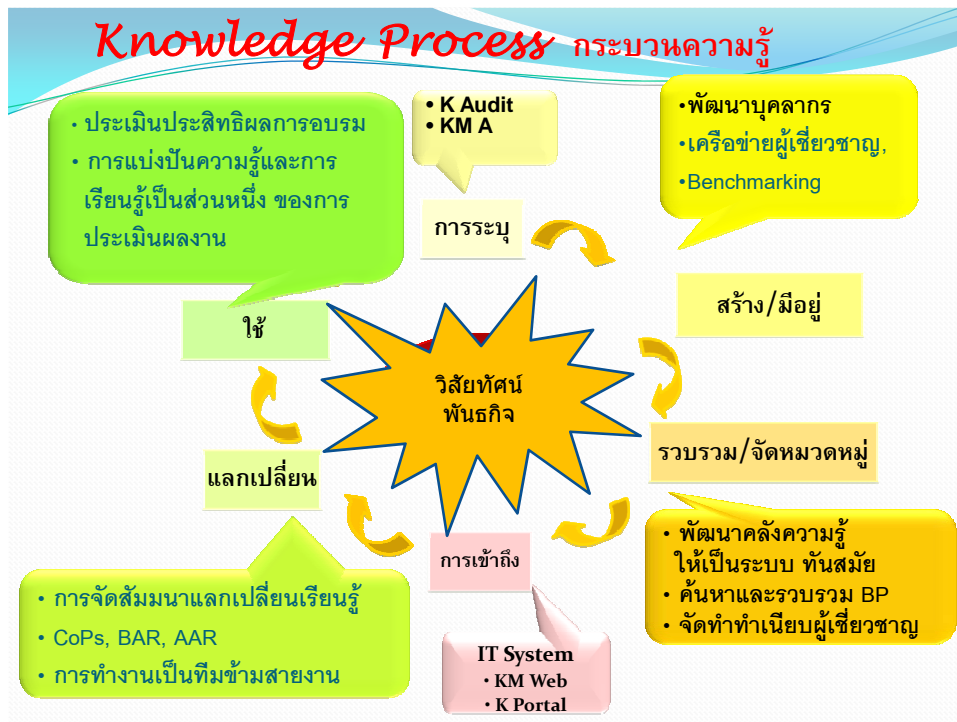 Knowledge Process กระบวนความรู้
• K Audit
• KM A
การระบุ
•พัฒนาบุคลากร
•เครือข่ายผู้เชี่ยวชาญ,
•Benchmarking
สร้าง/มีอยู่
รวบรวม/จัดหมวดหมู่
• พัฒนาคลังความรู้
ให้เป็นระบบ ทันสมัย
• ค้นหาและรวบรวม BP
• จัดทำทำเนียบผู้เชี่ยวชาญ
การเข้าถึง
IT System
• KM Web
• K Portal
แลกเปลี่ยน
• การจัดสัมมนาแลกเปลี่ยนเรียนรู้
• CoPs, BAR, AAR
• การทำงานเป็นทีมข้ามสายงาน
ใช้
• ประเมินประสิทธิผลการอบรม
• การแบ่งปันความรู้และการ
เรียนรู้เป็นส่วนหนึ่ง ของการ
ประเมินผลงาน
วิสัยทัศน์
พันธกิจ